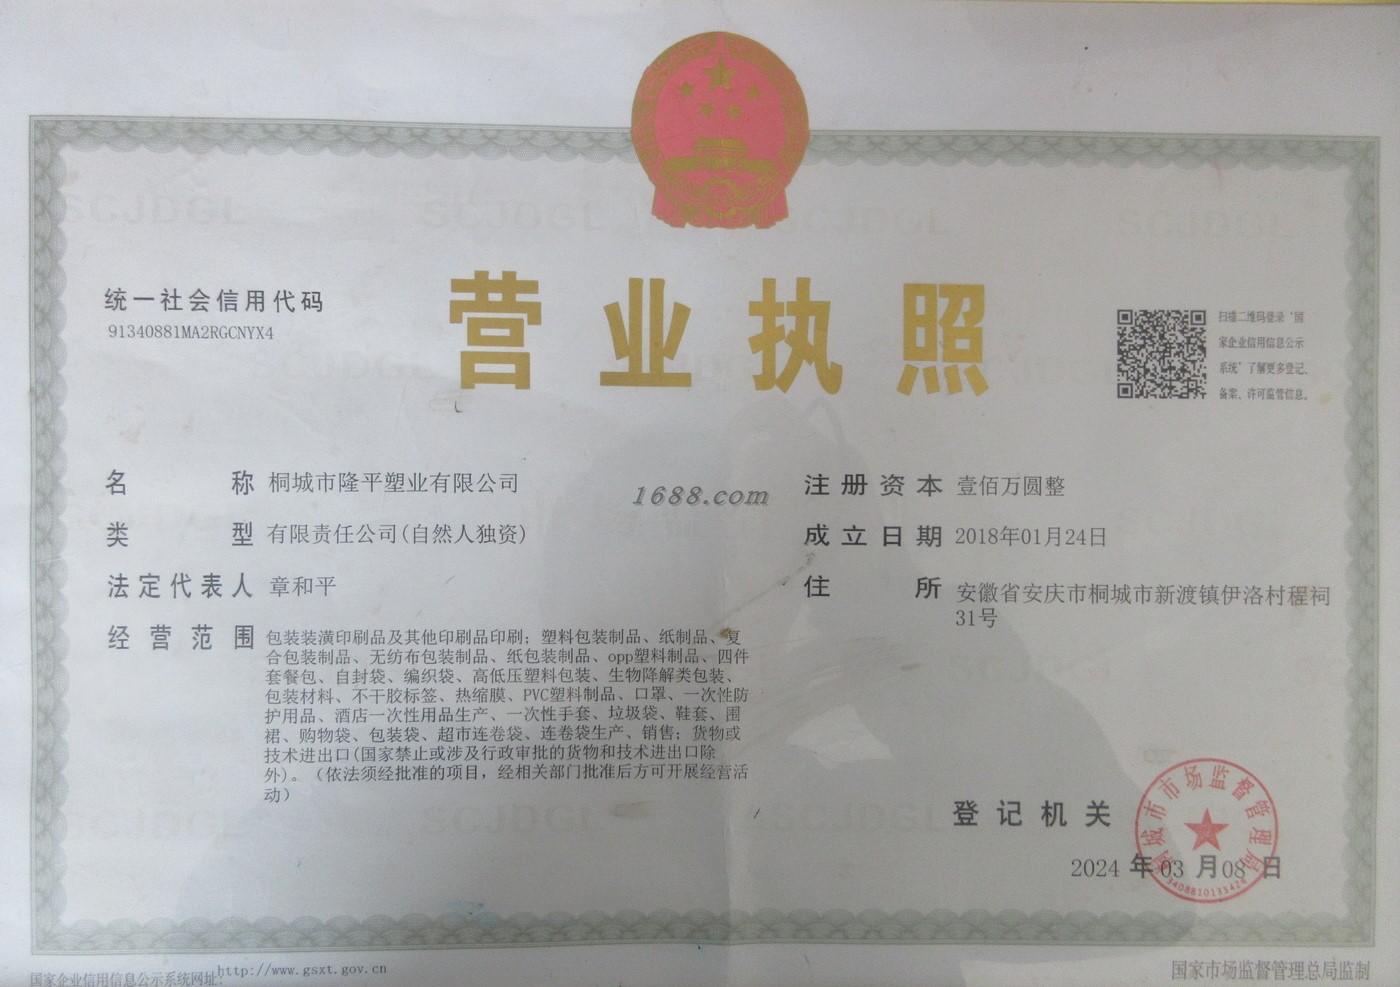 营业执照
统一社会信用代码
91340881MA2RGCNYX4
扫描二维码登录‘国
家企业信用信息公示
系统’了解更多登记、
备案、许可监管信息。
名称 桐城市隆平塑业有限公司
类型 有限责任公司(自然人独资)
法定代表人 章和平
经营范围 包装装潢印刷品及其他印刷品印刷；塑料包装制品、纸制品、复
合包装制品、无纺布包装制品、纸包装制品、opp塑料制品、四件
套餐包、自封袋、编织袋、高低压塑料包装、生物降解类包装、
包装材料、不干胶标签、热缩膜、PVC塑料制品、口罩、一次性防
护用品、酒店一次性用品生产、一次性手套、垃圾袋、鞋套、围
裙、购物袋、包装袋、超市连卷袋、连卷袋生产、销售；货物或
技术进出口(国家禁止或涉及行政审批的货物和技术进出口除
外)。（依法须经批准的项目，经相关部门批准后方可开展经营活
动）
1688.com
注册资本 壹佰万圆整
成立日期 2018年01月24日
住所 安徽省安庆市桐城市新渡镇伊洛村程祠
31号
登记机关
桐城市市场监督管理局
2024 年 03 月 08 日
国家企业信用信息公示系统网址: http://www.gsxt.gov.cn
国家市场监督管理总局监制